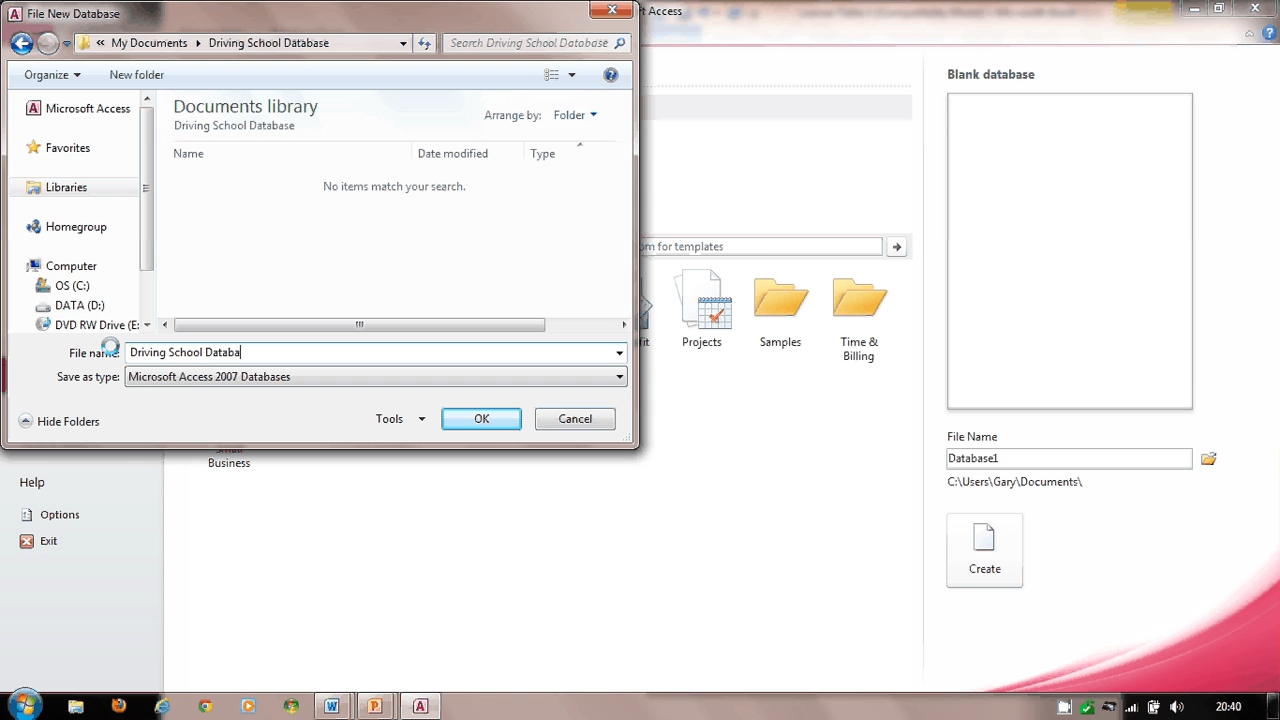 File New Database
rt Access
« My Documents Driving School Database
Search Driving School Database
Organize
New folder
Blank database
Microsoft Access
Documents library
Arrange by: Folder
Driving School Database
Favorites
Name
Date modified
Type
Libraries
No items match your search.
Homegroup
om for templates
Computer
OS (C:)
DATA (D:)
DVD RW Drive (E:
fit
Projects
Samples
Time &
Billing
File name: Driving School Databa
Save as type: Microsoft Access 2007 Databases
Hide Folders
Tools
OK
Cancel
Small
Business
File Name
Database1
C:\Users\Gary\Documents\
Help
Options
Exit
Create
20:40